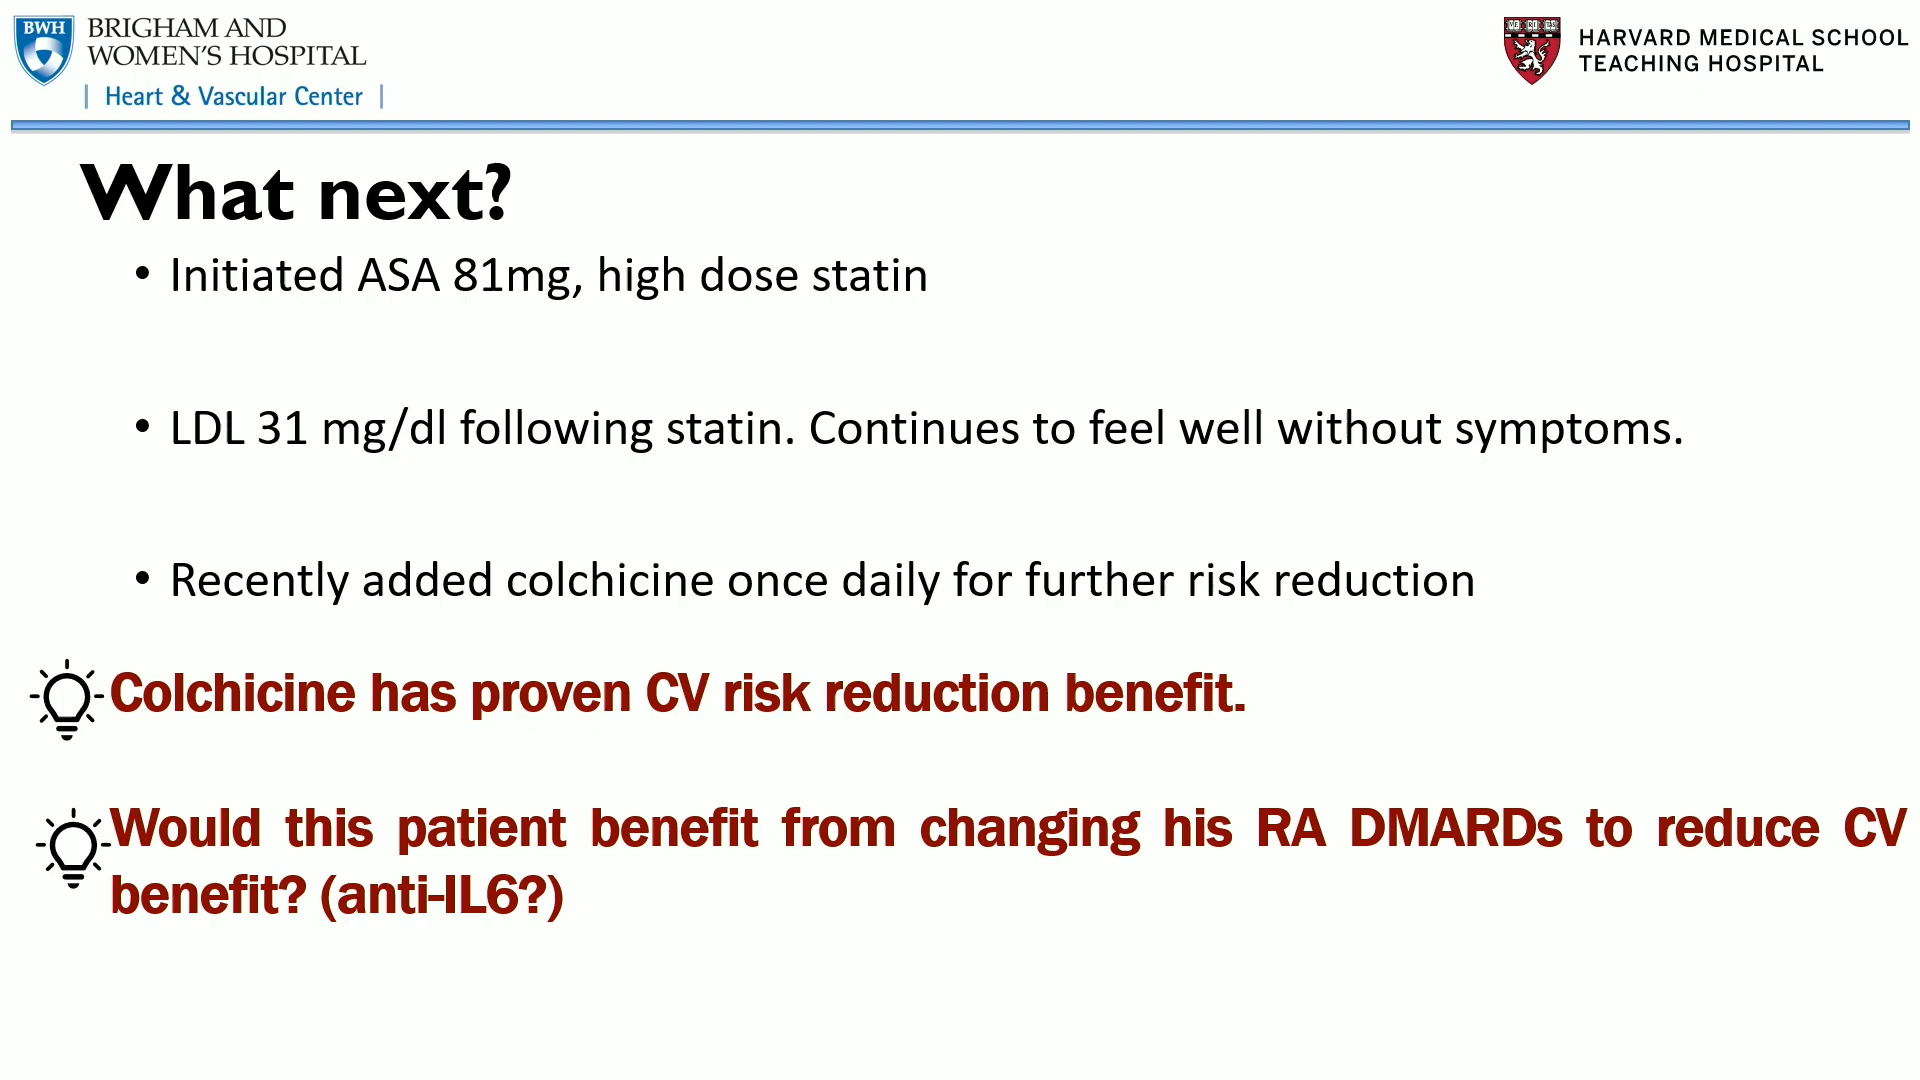 BWH
BRIGHAM AND
WOMEN'S HOSPITAL
| Heart & Vascular Center |
VE RI TAS
HARVARD MEDICAL SCHOOL
TEACHING HOSPITAL
What next?
• Initiated ASA 81mg, high dose statin
• LDL 31 mg/dl following statin. Continues to feel well without symptoms.
• Recently added colchicine once daily for further risk reduction
Colchicine has proven CV risk reduction benefit.
Would this patient benefit from changing his RA DMARDs to reduce CV
benefit? (anti-IL6?)